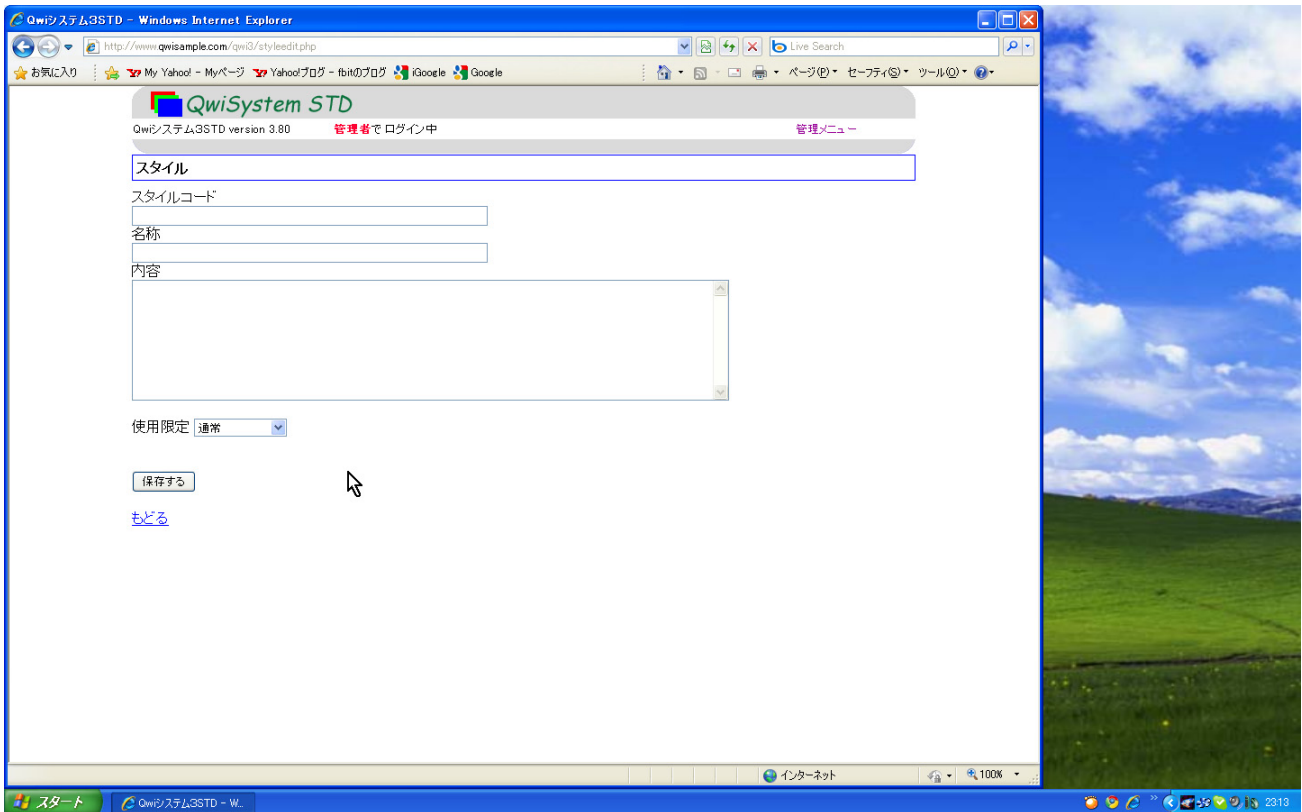 QwiシステムSTD - Windows Internet Explorer
http://www.qwisample.com/qwi3/styleedit.php
Live Search
お気に入り
My Yahoo! - Myページ
Yahoo!ブログ - fbitのブログ
iGoogle
Google
ページ(P)
セーフティ(S)
ツール(O)
QwiSystem STD
Qwiシステム3STD version 3.80 管理者で ログイン中 管理メニュー
スタイル
スタイルコード
名称
内容
使用限定 通常
保存する
もどる
インターネット
100%
スタート
Qwiシステム3STD - W...
23:13